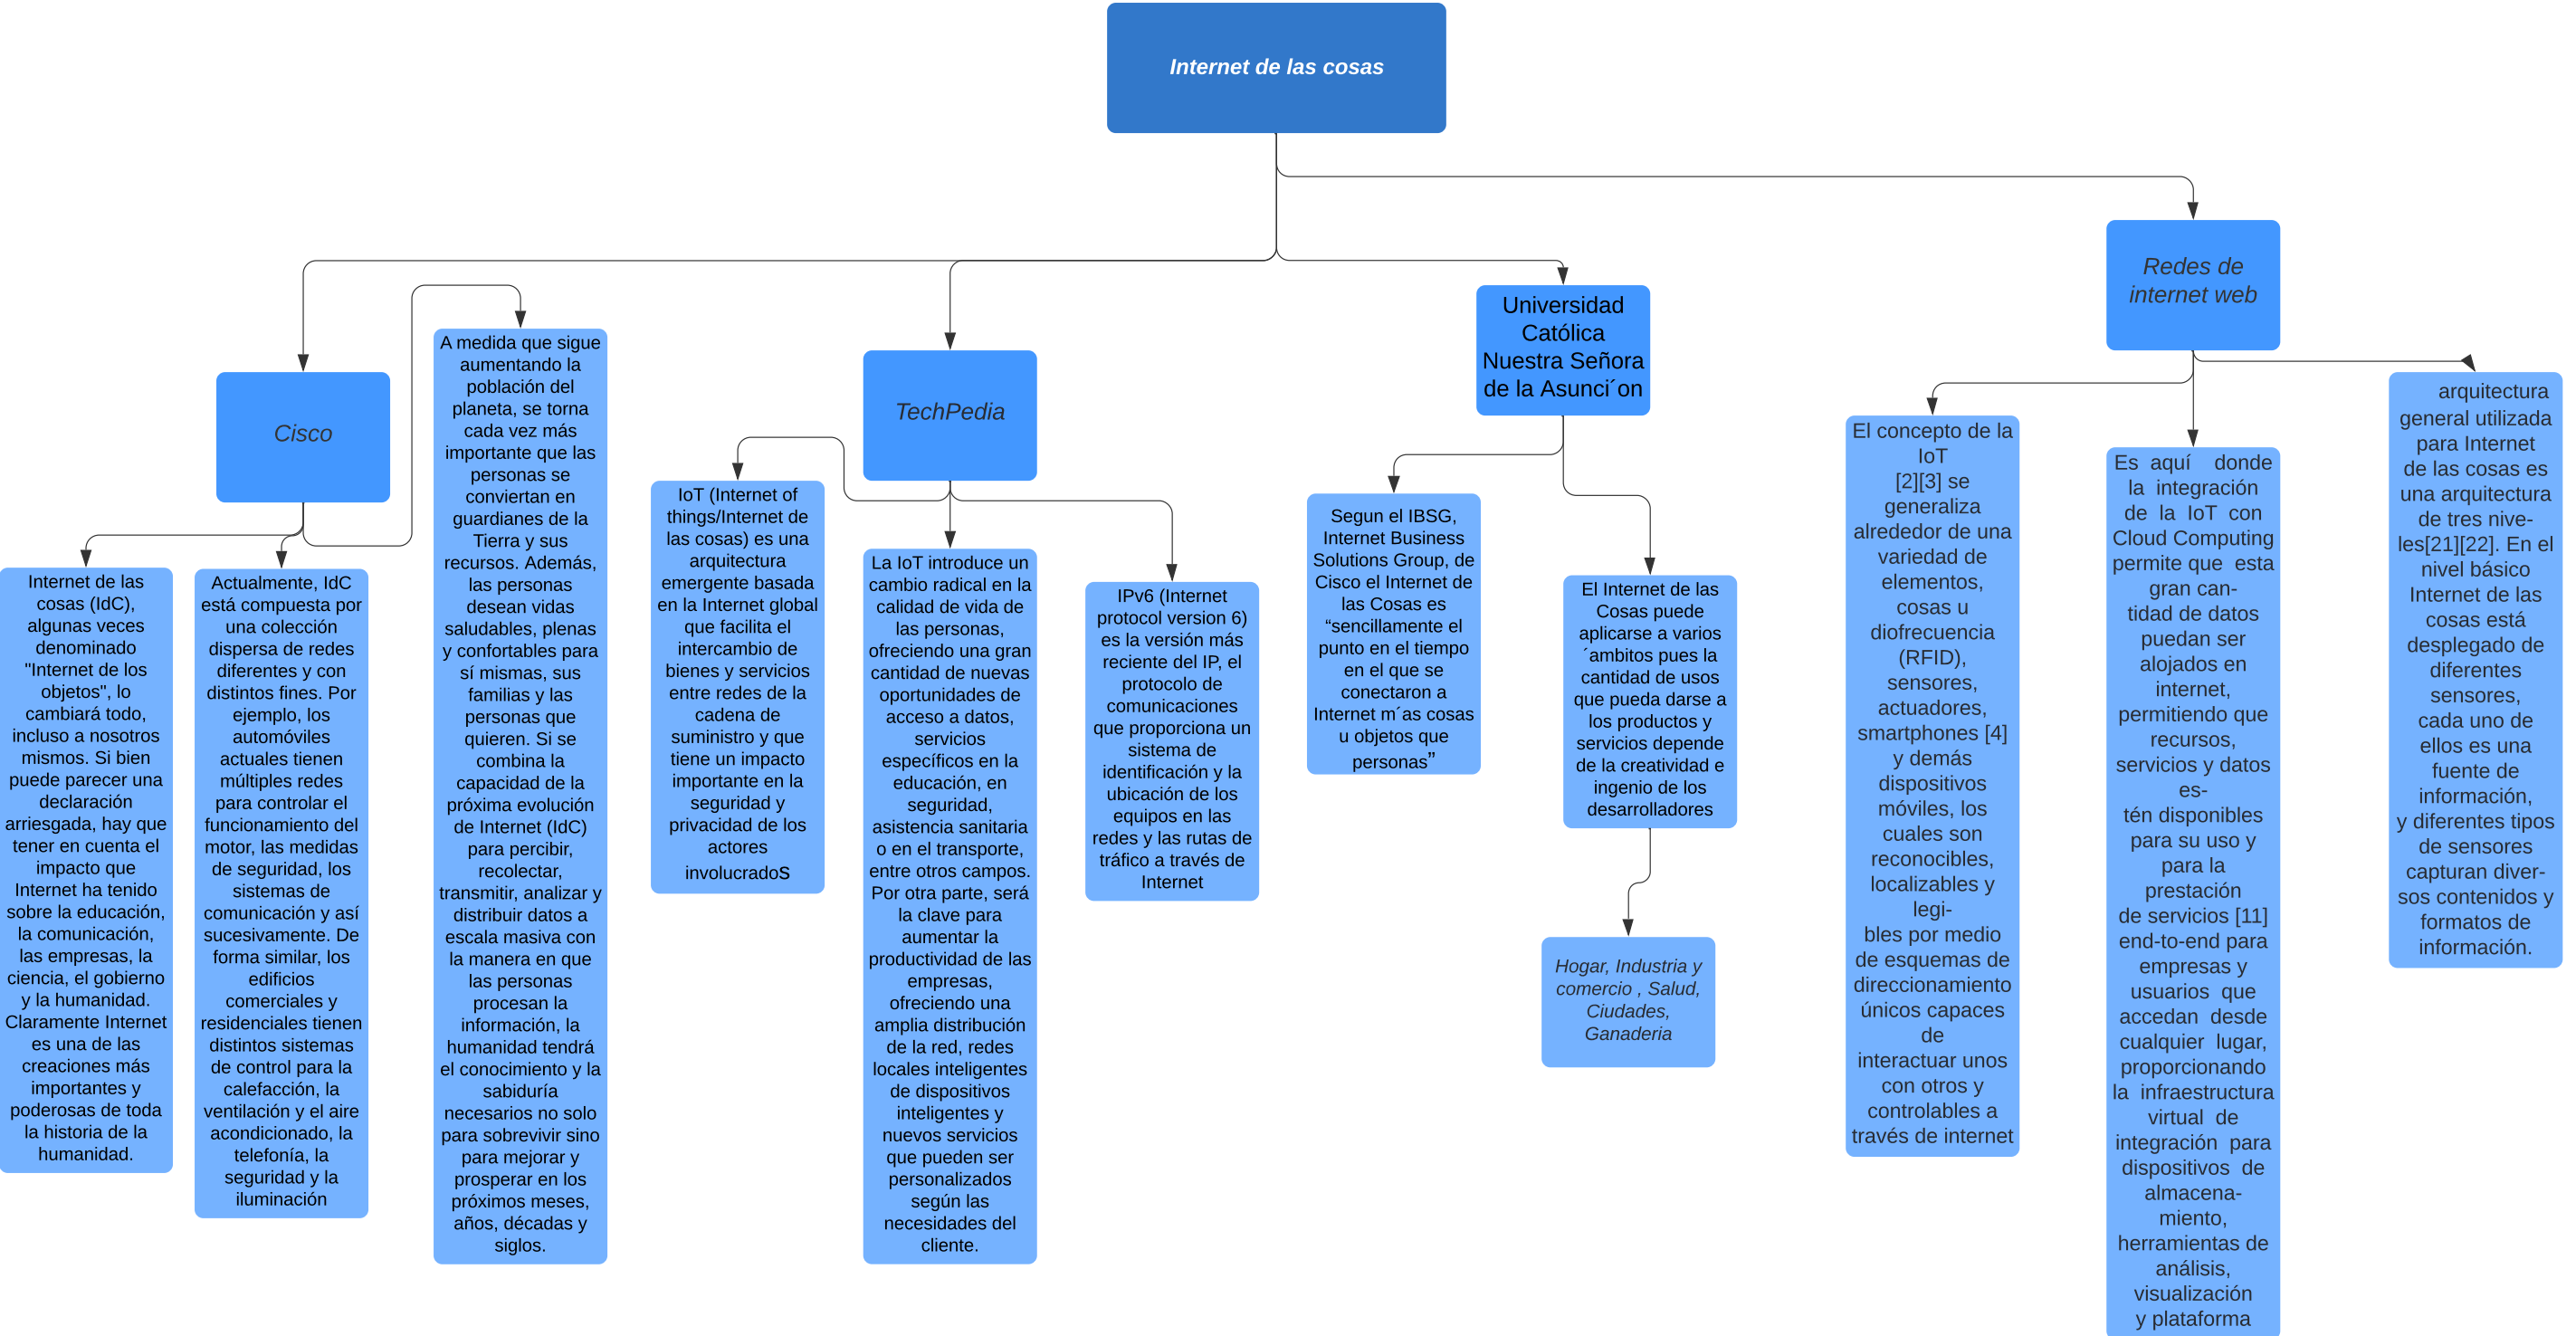 Internet de las cosas
Cisco
Internet de las
cosas (IdC),
algunas veces
denominado
"Internet de los
objetos", lo
cambiará todo,
incluso a nosotros
mismos. Si bien
puede parecer una
declaración
arriesgada, hay que
tener en cuenta el
impacto que
Internet ha tenido
sobre la educación,
la comunicación,
las empresas, la
ciencia, el gobierno
y la humanidad.
Claramente Internet
es una de las
creaciones más
importantes y
poderosas de toda
la historia de la
humanidad.
Actualmente, IdC
está compuesta por
una colección
dispersa de redes
diferentes y con
distintos fines. Por
ejemplo, los
automóviles
actuales tienen
múltiples redes
para controlar el
funcionamiento del
motor, las medidas
de seguridad, los
sistemas de
comunicación y así
sucesivamente. De
forma similar, los
edificios
comerciales y
residenciales tienen
distintos sistemas
de control para la
calefacción, la
ventilación y el aire
acondicionado, la
telefonía, la
seguridad y la
iluminación
A medida que sigue
aumentando la
población del
planeta, se torna
cada vez más
importante que las
personas se
conviertan en
guardianes de la
Tierra y sus
recursos. Además,
las personas
desean vidas
saludables, plenas
y confortables para
sí mismas, sus
familias y las
personas que
quieren. Si se
combina la
capacidad de la
próxima evolución
de Internet (IdC)
para percibir,
recolectar,
transmitir, analizar y
distribuir datos a
escala masiva con
la manera en que
las personas
procesan la
información, la
humanidad tendrá
el conocimiento y la
sabiduría
necesarios no solo
para sobrevivir sino
para mejorar y
prosperar en los
próximos meses,
años, décadas y
siglos.
TechPedia
IoT (Internet of
things/Internet de
las cosas) es una
arquitectura
emergente basada
en la Internet global
que facilita el
intercambio de
bienes y servicios
entre redes de la
cadena de
suministro y que
tiene un impacto
importante en la
seguridad y
privacidad de los
actores
involucrados
La IoT introduce un
cambio radical en la
calidad de vida de
las personas,
ofreciendo una gran
cantidad de nuevas
oportunidades de
acceso a datos,
servicios
específicos en la
educación, en
seguridad,
asistencia sanitaria
o en el transporte,
entre otros campos.
Por otra parte, será
la clave para
aumentar la
productividad de las
empresas,
ofreciendo una
amplia distribución
de la red, redes
locales inteligentes
de dispositivos
inteligentes y
nuevos servicios
que pueden ser
personalizados
según las
necesidades del
cliente.
IPv6 (Internet
protocol version 6)
es la versión más
reciente del IP, el
protocolo de
comunicaciones
que proporciona un
sistema de
identificación y la
ubicación de los
equipos en las
redes y las rutas de
tráfico a través de
Internet
Universidad
Católica
Nuestra Señora
de la Asunci´on
Segun el IBSG,
Internet Business
Solutions Group, de
Cisco el Internet de
las Cosas es
“sencillamente el
punto en el tiempo
en el que se
conectaron a
Internet m´as cosas
u objetos que
personas”
El Internet de las
Cosas puede
aplicarse a varios
´ambitos pues la
cantidad de usos
que pueda darse a
los productos y
servicios depende
de la creatividad e
ingenio de los
desarrolladores
Hogar, Industria y
comercio , Salud,
Ciudades,
Ganaderia
Redes de
internet web
El concepto de la
IoT
[2][3] se
generaliza
alrededor de una
variedad de
elementos,
cosas u
diofrecuencia
(RFID),
sensores,
actuadores,
smartphones [4]
y demás
dispositivos
móviles, los
cuales son
reconocibles,
localizables y
legi-
bles por medio
de esquemas de
direccionamiento
únicos capaces
de
interactuar unos
con otros y
controlables a
través de internet
Es aquí donde
la integración
de la IoT con
Cloud Computing
permite que esta
gran can-
tidad de datos
puedan ser
alojados en
internet,
permitiendo que
recursos,
servicios y datos
es-
tén disponibles
para su uso y
para la
prestación
de servicios [11]
end-to-end para
empresas y
usuarios que
accedan desde
cualquier lugar,
proporcionando
la infraestructura
virtual de
integración para
dispositivos de
almacena-
miento,
herramientas de
análisis,
visualización
y plataforma
arquitectura
general utilizada
para Internet
de las cosas es
una arquitectura
de tres nive-
les[21][22]. En el
nivel básico
Internet de las
cosas está
desplegado de
diferentes
sensores,
cada uno de
ellos es una
fuente de
información,
y diferentes tipos
de sensores
capturan diver-
sos contenidos y
formatos de
información.